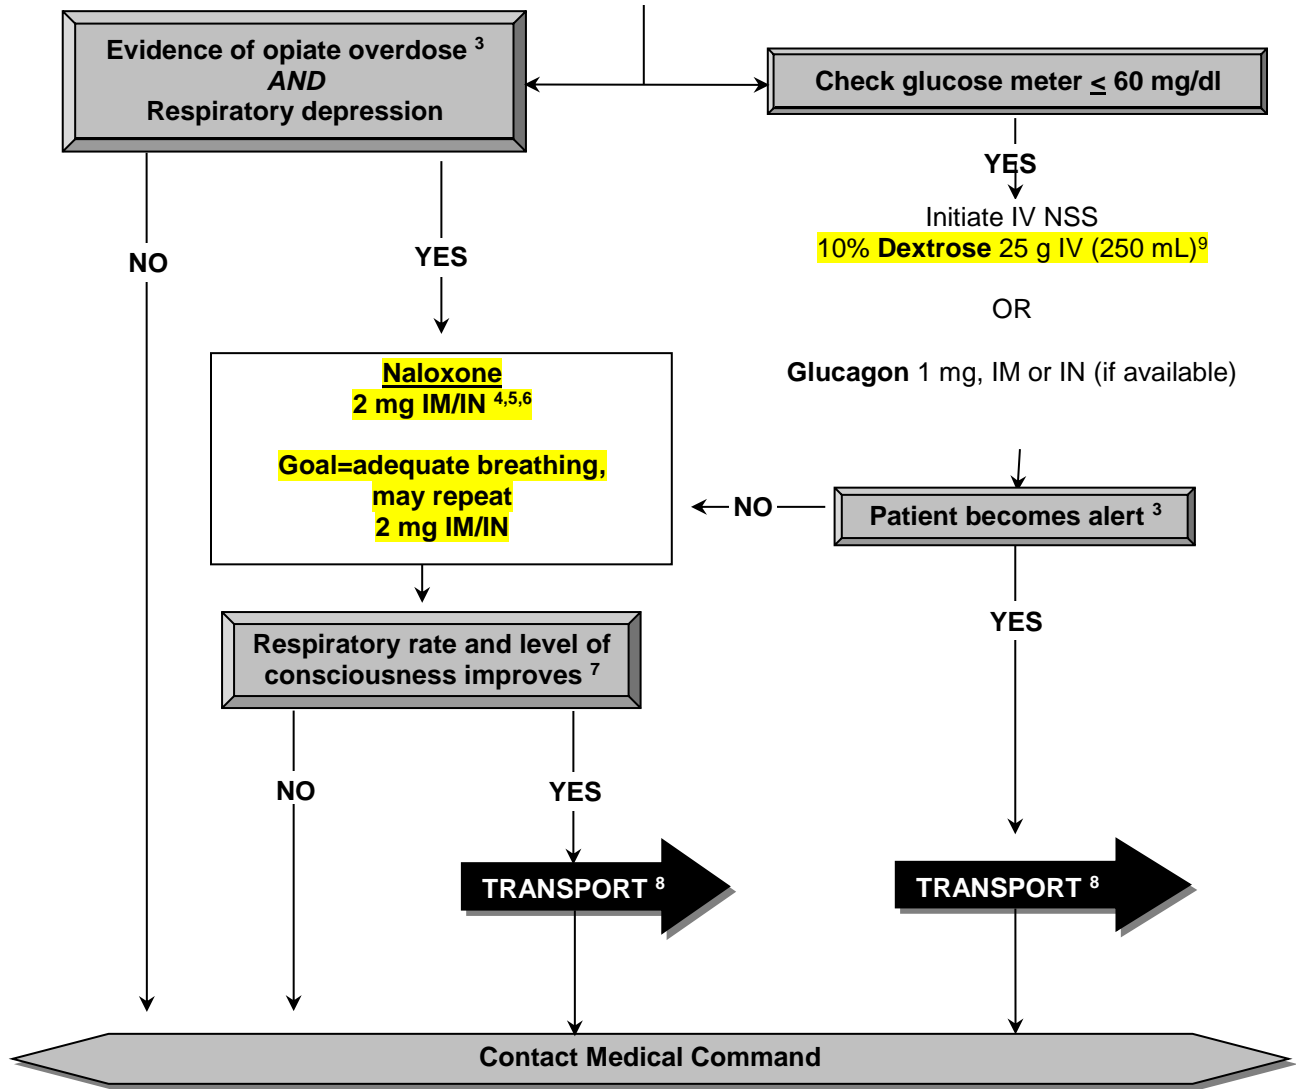 Evidence of opiate overdose 3
AND
Respiratory depression
Check glucose meter < 60 mg/dl
YES
Initiate IV NSS
10% Dextrose 25 g IV (250 mL)9
OR
Glucagon 1 mg, IM or IN (if available)
NO
YES
Naloxone
2 mg IM/IN 4,5,6
Goal=adequate breathing,
may repeat
2 mg IM/IN
NO
Patient becomes alert 3
Respiratory rate and level of
consciousness improves 7
YES
NO
YES
TRANSPORT 8
TRANSPORT 8
Contact Medical Command